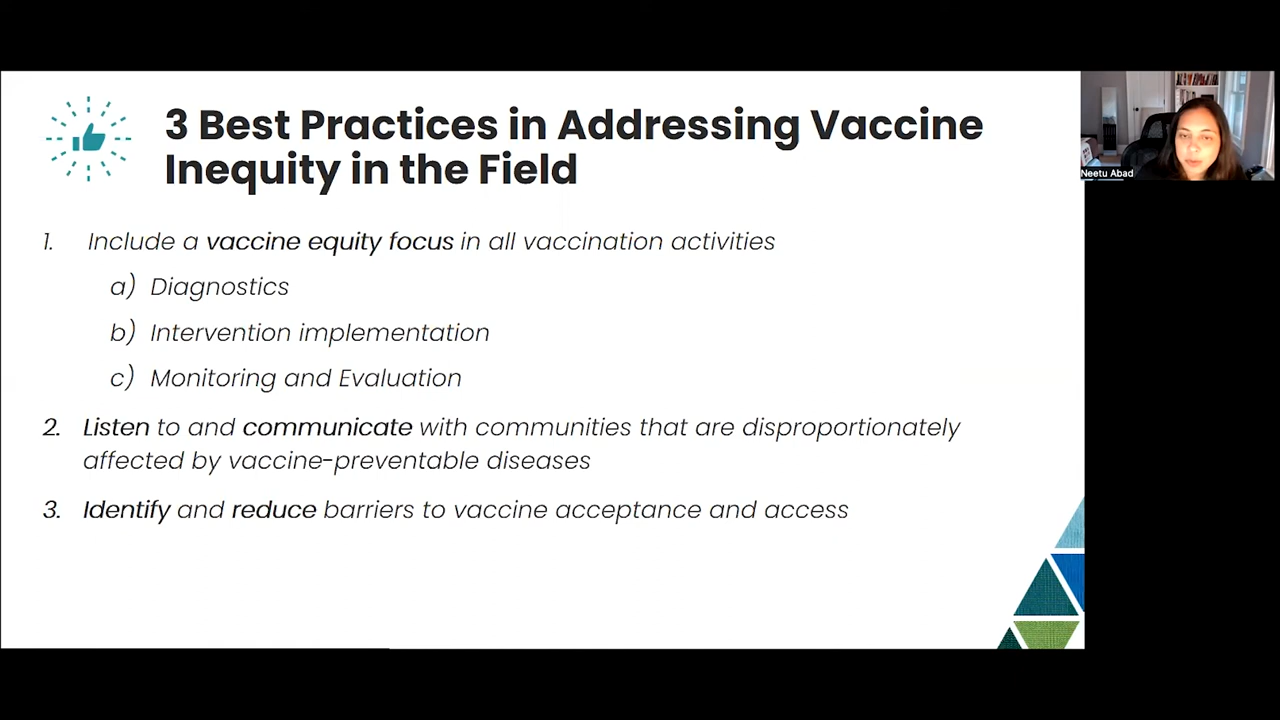 3 Best Practices in Addressing Vaccine
Inequity in the Field
1. Include a vaccine equity focus in all vaccination activities
a) Diagnostics
b) Intervention implementation
c) Monitoring and Evaluation
2. Listen to and communicate with communities that are disproportionately
affected by vaccine-preventable diseases
3. Identify and reduce barriers to vaccine acceptance and access
Neetu Abad